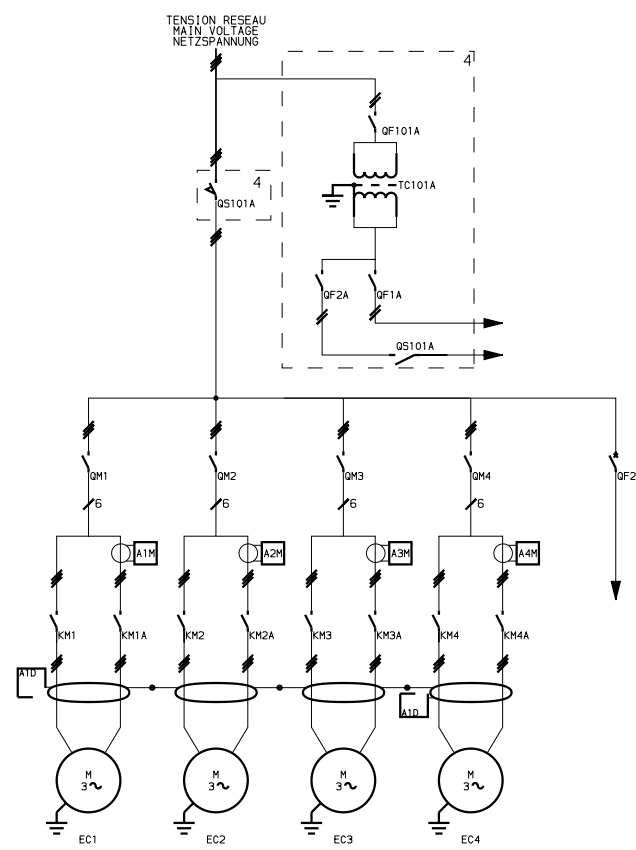 TENSION RESEAU
MAIN VOLTAGE
NETZSPANNUNG
4
QF101A
TC101A
4
QS101A
QF2A
QF1A
QS101A
QM1
QM2
QM3
QM4
QF2
6
6
6
6
A1M
A2M
A3M
A4M
KM1
KM1A
KM2
KM2A
KM3
KM3A
KM4
KM4A
A1D
A1D
M
3
M
3
M
3
M
3
EC1
EC2
EC3
EC4